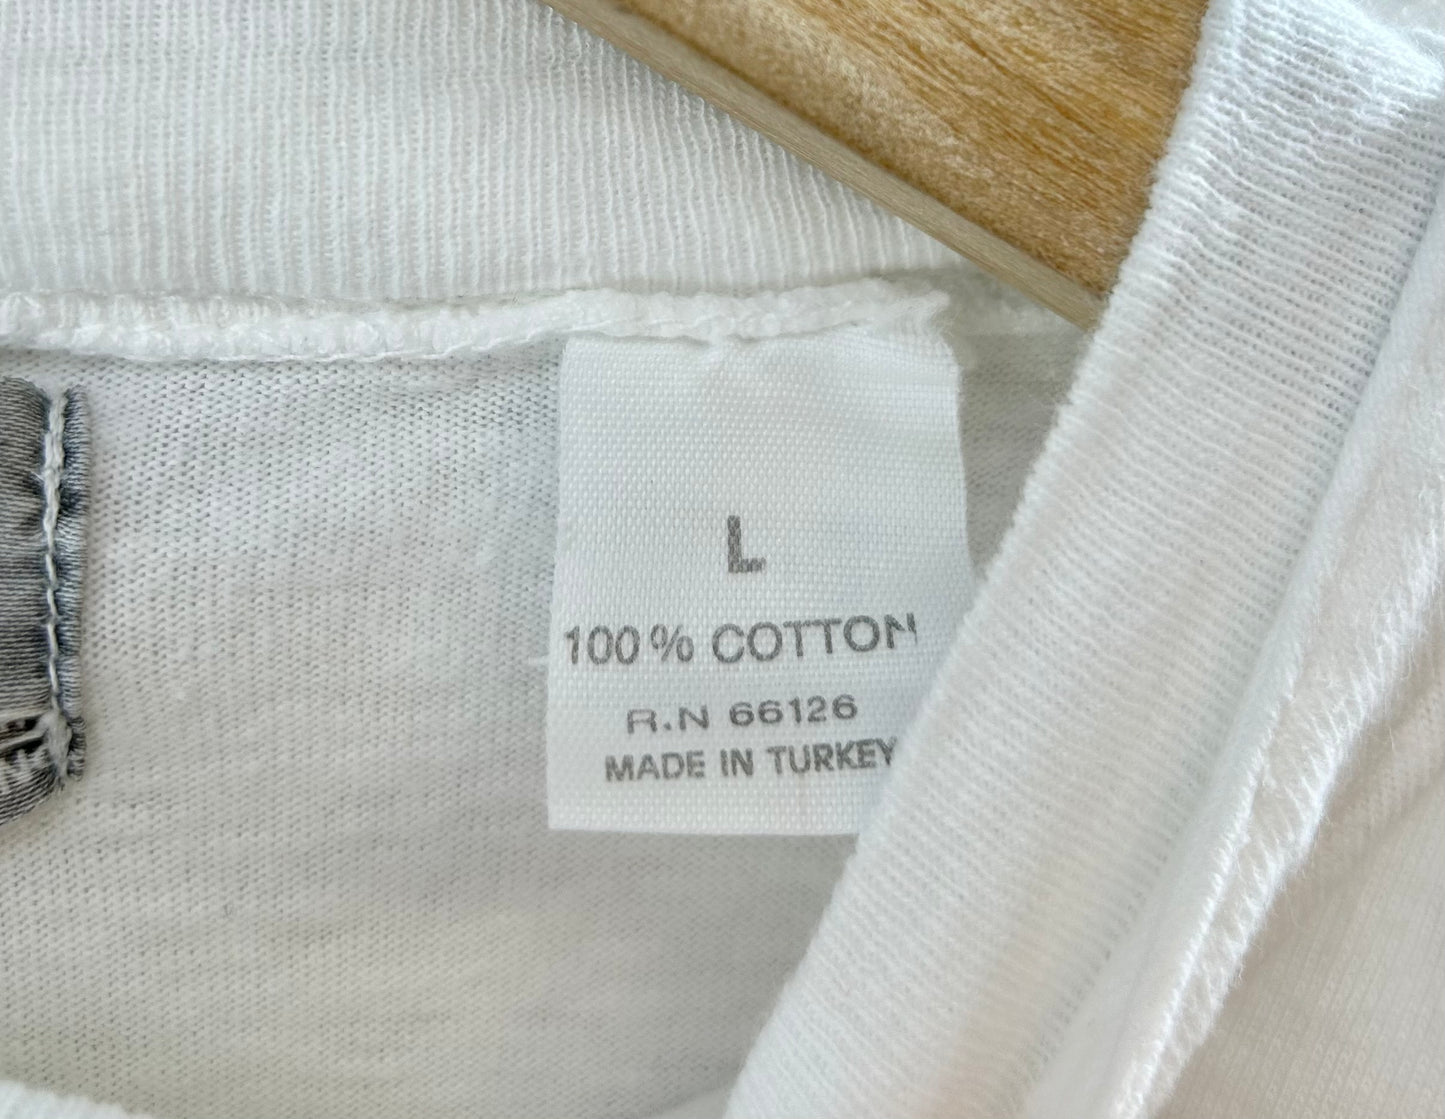 L
100% COTTON
R.N 66126
MADE IN TURKEY